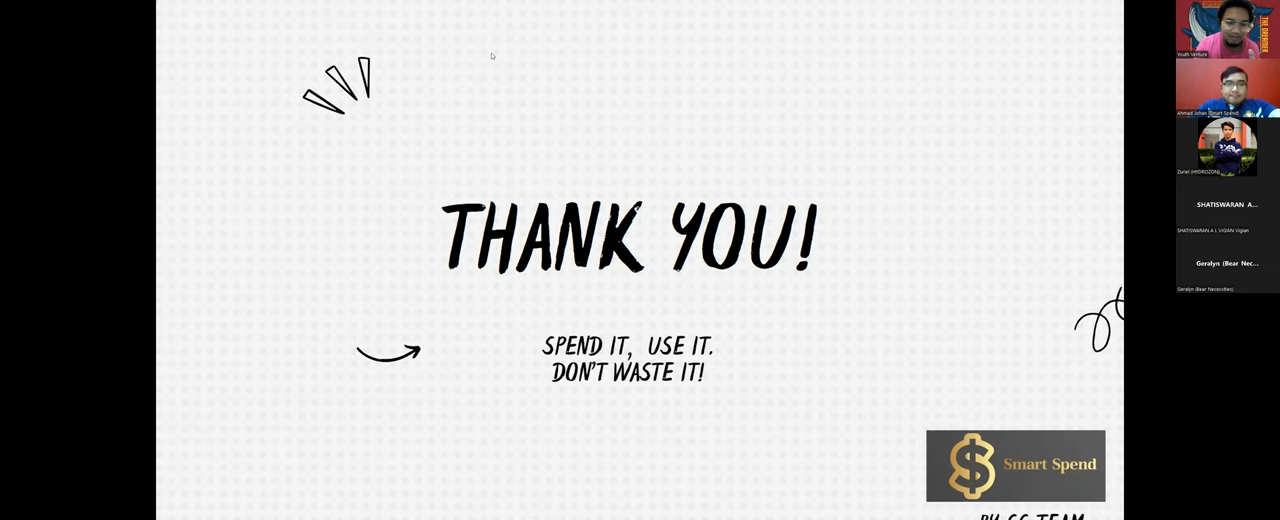 THANK YOU!
SPEND IT, USE IT.
DON'T WASTE IT!
Smart Spend
THE DREAMER
Youth Venture
Ahmad Johan (Smart Spend)
Zuriel (HYDROZON)
SHATISWARAN A...
SHATISWARAN A L VIGIAN Vigian
Geralyn (Bear Nec...
Geralyn (Bear Necessities)